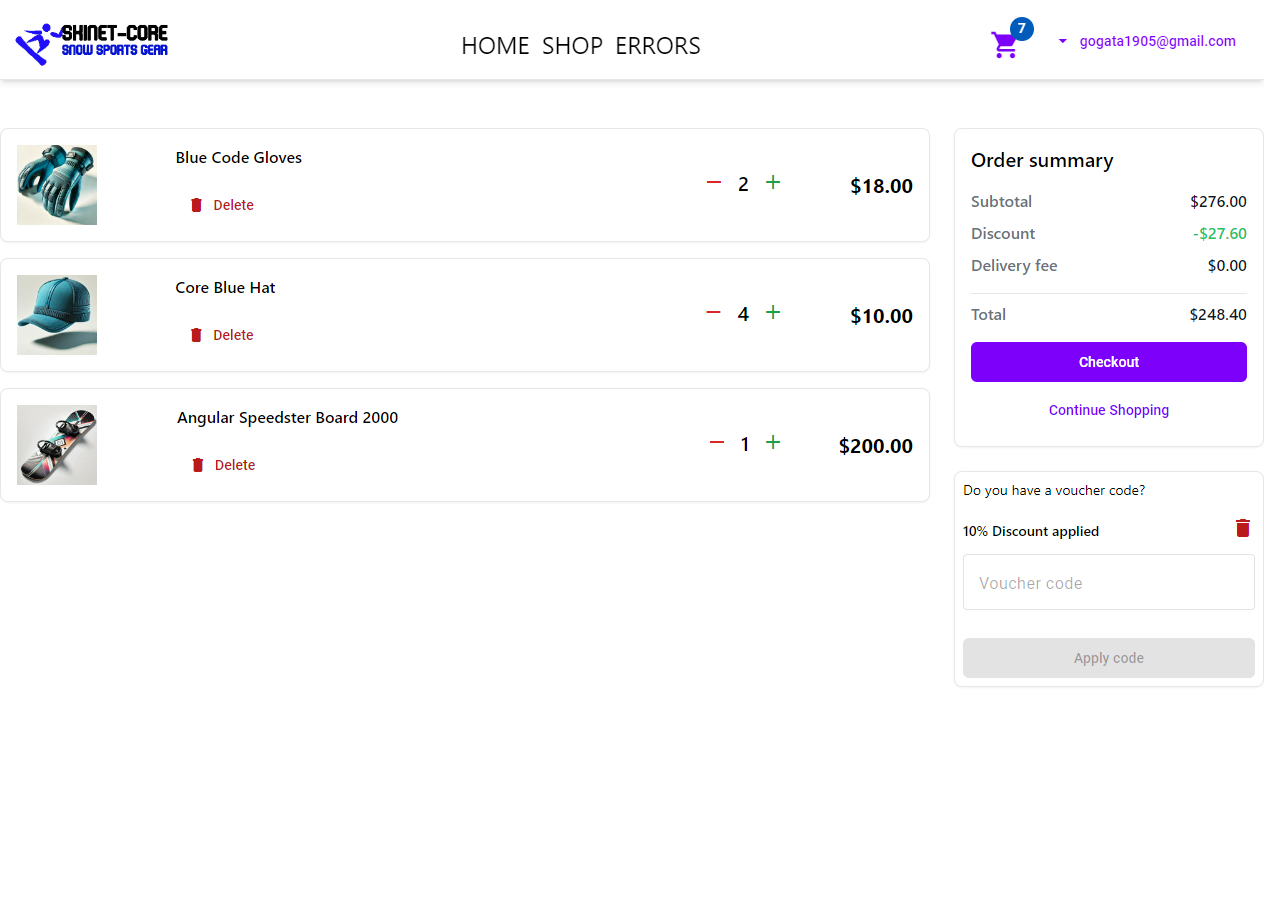 SKINET-CORE
SNOW SPORTS GEAR
HOME SHOP ERRORS
7
gogata1905@gmail.com
Blue Code Gloves
Delete
2
$18.00
Core Blue Hat
Delete
4
$10.00
Angular Speedster Board 2000
Delete
1
$200.00
Order summary
Subtotal $276.00
Discount -$27.60
Delivery fee $0.00
Total $248.40
Checkout
Continue Shopping
Do you have a voucher code?
10% Discount applied
Voucher code
Apply code